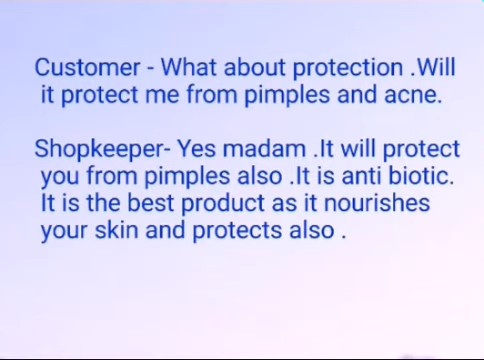 Customer - What about protection .Will
it protect me from pimples and acne.
Shopkeeper- Yes madam .It will protect
you from pimples also .It is anti biotic.
It is the best product as it nourishes
your skin and protects also .